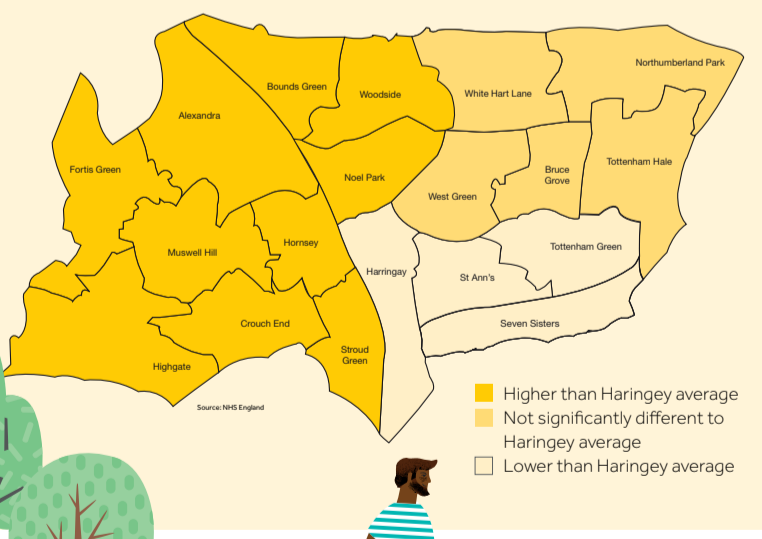 Northumberland Park
Bounds Green
Woodside
White Hart Lane
Alexandra
Tottenham Hale
Fortis Green
Noel Park
Bruce
Grove
West Green
Hornsey
Tottenham Green
Muswell Hill
Harringay
St Ann's
Crouch End
Seven Sisters
Stroud
Green
Highgate
Source: NHS England
Higher than Haringey average
Not significantly different to
Haringey average
Lower than Haringey average